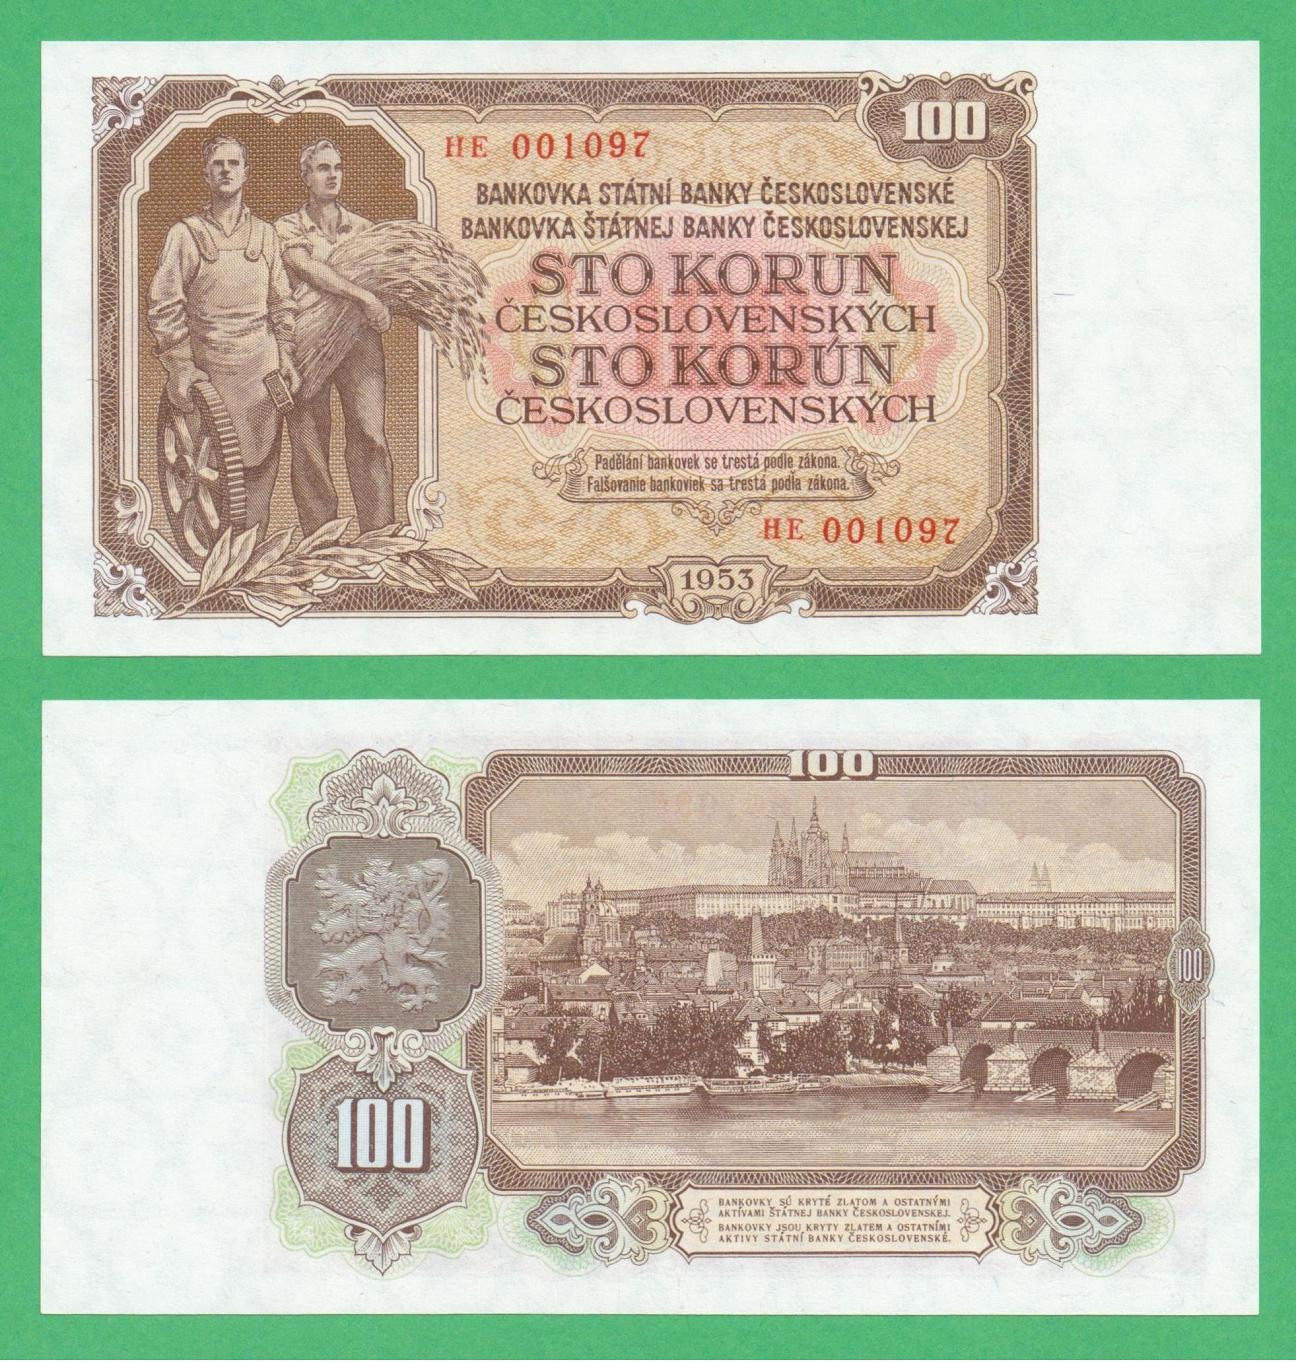 100
HE 001097
BANKOVKA STÁTNÍ BANKY ČESKOSLOVENSKÉ
BANKOVKA ŠTÁTNEJ BANKY ČESKOSLOVENSKEJ
STO KORUN
ČESKOSLOVENSKÝCH
STO KORÚN
ČESKOSLOVENSKÝCH
Padělání bankovek se trestá podle zákona.
Falšovanie bankoviek sa trestá podľa zákona.
HE 001097
1953
100
100
100
BANKOVKY SÚ KRYTÉ ZLATOM A OSTATNÝMI
AKTÍVAMI ŠTÁTNEJ BANKY ČESKOSLOVENSKEJ.
BANKOVKY JSOU KRYTY ZLATEM A OSTATNÍMI
AKTIVY STÁTNÍ BANKY ČESKOSLOVENSKÉ.